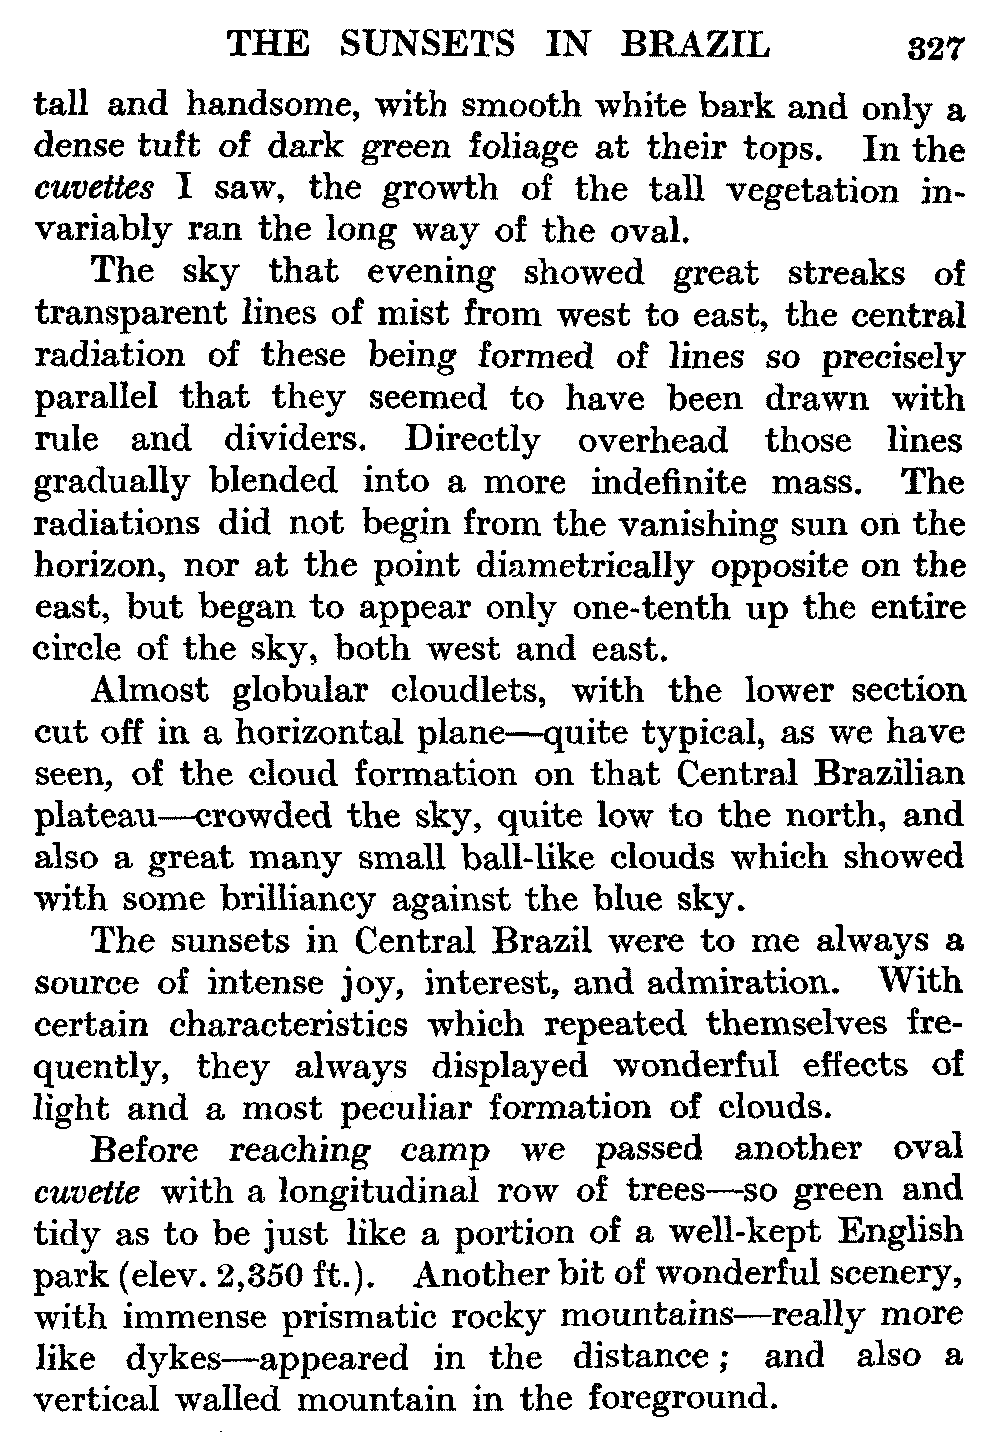 THE SUNSETS IN BRAZIL 327
tall and handsome, with smooth white bark and only a
dense tuft of dark green foliage at their tops. In the
cuvettes I saw, the growth of the tall vegetation in-
variably ran the long way of the oval.
The sky that evening showed great streaks of
transparent lines of mist from west to east, the central
radiation of these being formed of lines so precisely
parallel that they seemed to have been drawn with
rule and dividers. Directly overhead those lines
gradually blended into a more indefinite mass. The
radiations did not begin from the vanishing sun on the
horizon, nor at the point diametrically opposite on the
east, but began to appear only one-tenth up the entire
circle of the sky, both west and east.
Almost globular cloudlets, with the lower section
cut off in a horizontal plane—quite typical, as we have
seen, of the cloud formation on that Central Brazilian
plateau—crowded the sky, quite low to the north, and
also a great many small ball-like clouds which showed
with some brilliancy against the blue sky.
The sunsets in Central Brazil were to me always a
source of intense joy, interest, and admiration. With
certain characteristics which repeated themselves fre-
quently, they always displayed wonderful effects of
light and a most peculiar formation of clouds.
Before reaching camp we passed another oval
cuvette with a longitudinal row of trees—so green and
tidy as to be just like a portion of a well-kept English
park (elev. 2,350 ft.). Another bit of wonderful scenery,
with immense prismatic rocky mountains—really more
like dykes—appeared in the distance; and also a
vertical walled mountain in the foreground.